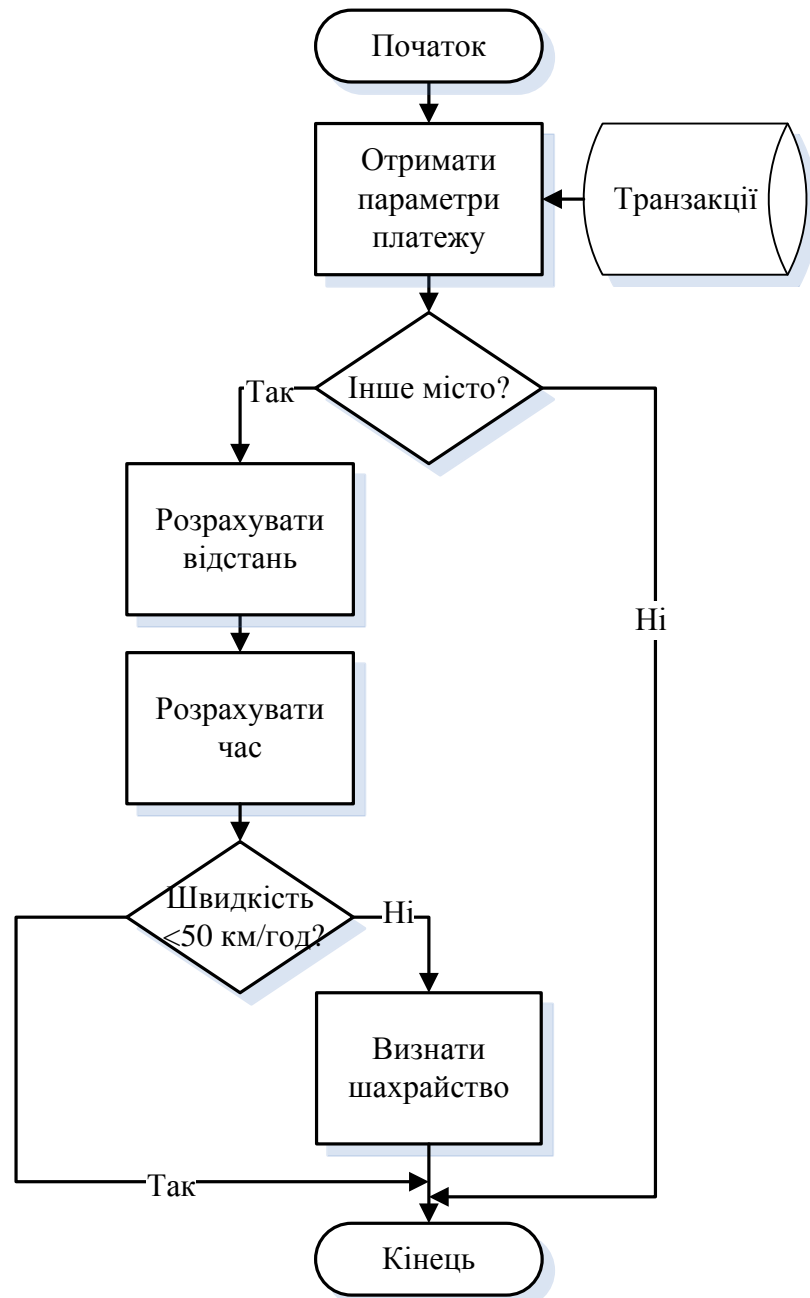 Початок
Отримати
параметри
платежу
Транзакції
Інше місто?
Так
Ні
Розрахувати
відстань
Розрахувати
час
Швидкість
<50 км/год?
Ні
Так
Визнати
шахрайство
Кінець